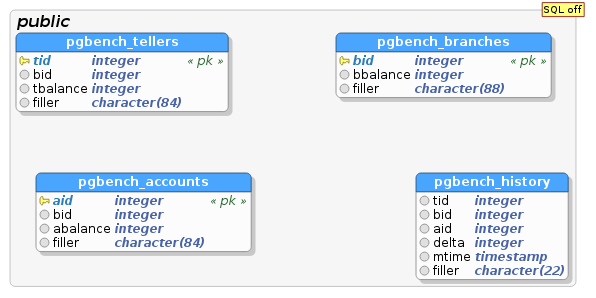 SQL off
public
pgbench_tellers
tid integer « pk »
bid integer
tbalance integer
filler character(84)
pgbench_branches
bid integer « pk »
bbalance integer
filler character(88)
pgbench_accounts
aid integer « pk »
bid integer
abalance integer
filler character(84)
pgbench_history
tid integer
bid integer
aid integer
delta integer
mtime timestamp
filler character(22)